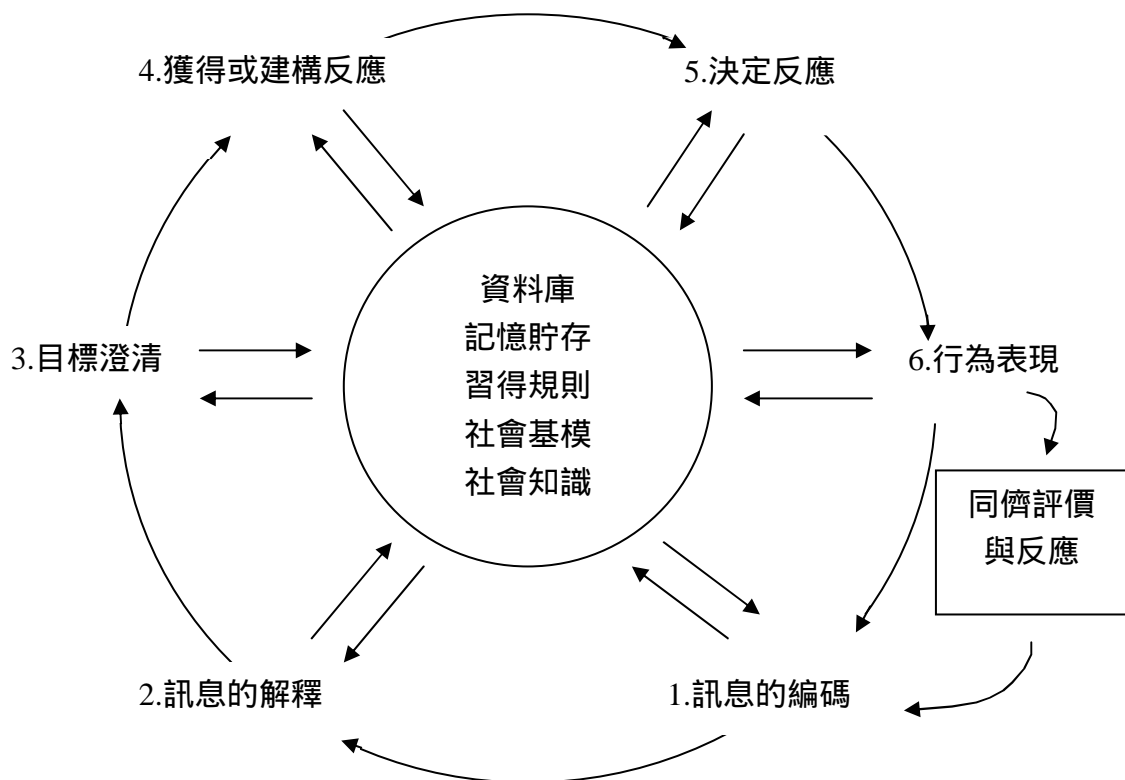 4.獲得或建構反應
5.決定反應
資料庫
記憶貯存
習得規則
社會基模
社會知識
3.目標澄清
6.行為表現
同儕評價
與反應
2.訊息的解釋
1.訊息的編碼